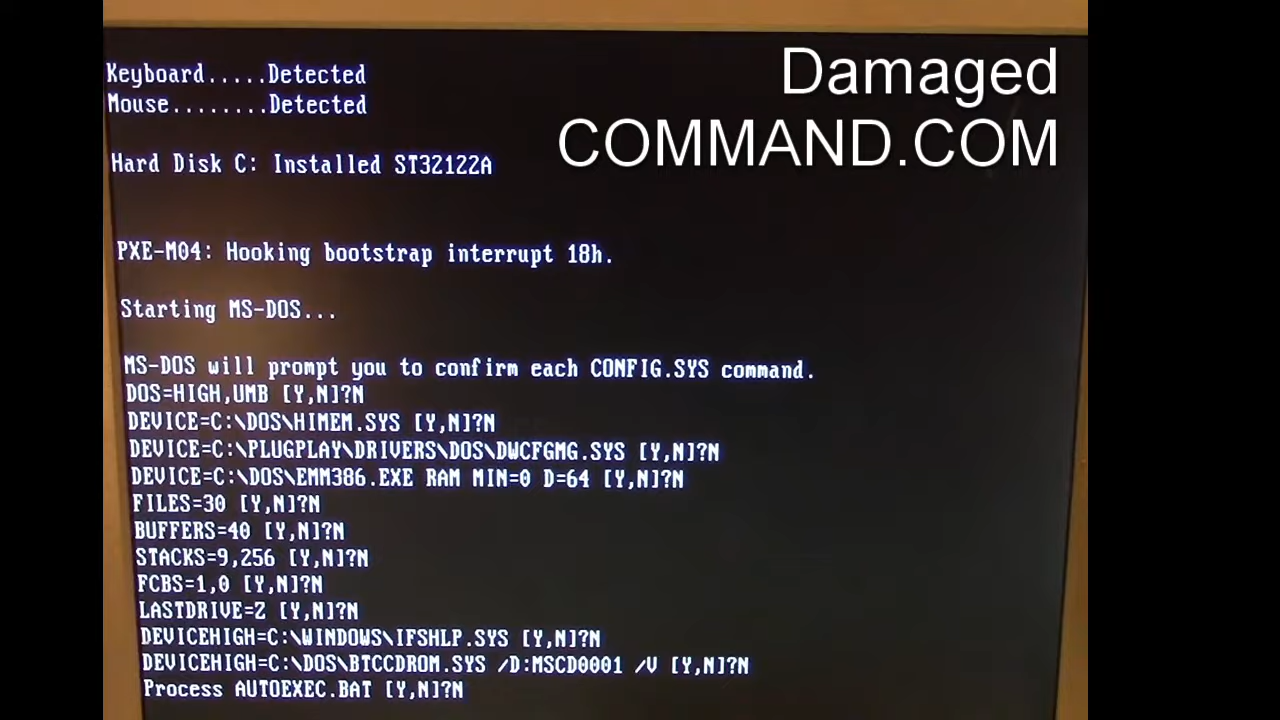 Damaged
COMMAND.COM
Keyboard.....Detected
Mouse........Detected
Hard Disk C: Installed ST32122A
PXE-M04: Hooking bootstrap interrupt 18h.
Starting MS-DOS...
MS-DOS will prompt you to confirm each CONFIG.SYS command.
DOS=HIGH,UMB [Y,N]?N
DEVICE=C:\DOS\HIMEM.SYS [Y,N]?N
DEVICE=C:\PLUGPLAY\DRIVERS\DOS\DWCFGMG.SYS [Y,N]?N
DEVICE=C:\DOS\EMM386.EXE RAM MIN=0 D=64 [Y,N]?N
FILES=30 [Y,N]?N
BUFFERS=40 [Y,N]?N
STACKS=9,256 [Y,N]?N
FCBS=1,0 [Y,N]?N
LASTDRIVE=Z [Y,N]?N
DEVICEHIGH=C:\WINDOWS\IFSHLP.SYS [Y,N]?N
DEVICEHIGH=C:\DOS\BTCCDROM.SYS /D:MSCD0001 /V [Y,N]?N
Process AUTOEXEC.BAT [Y,N]?N